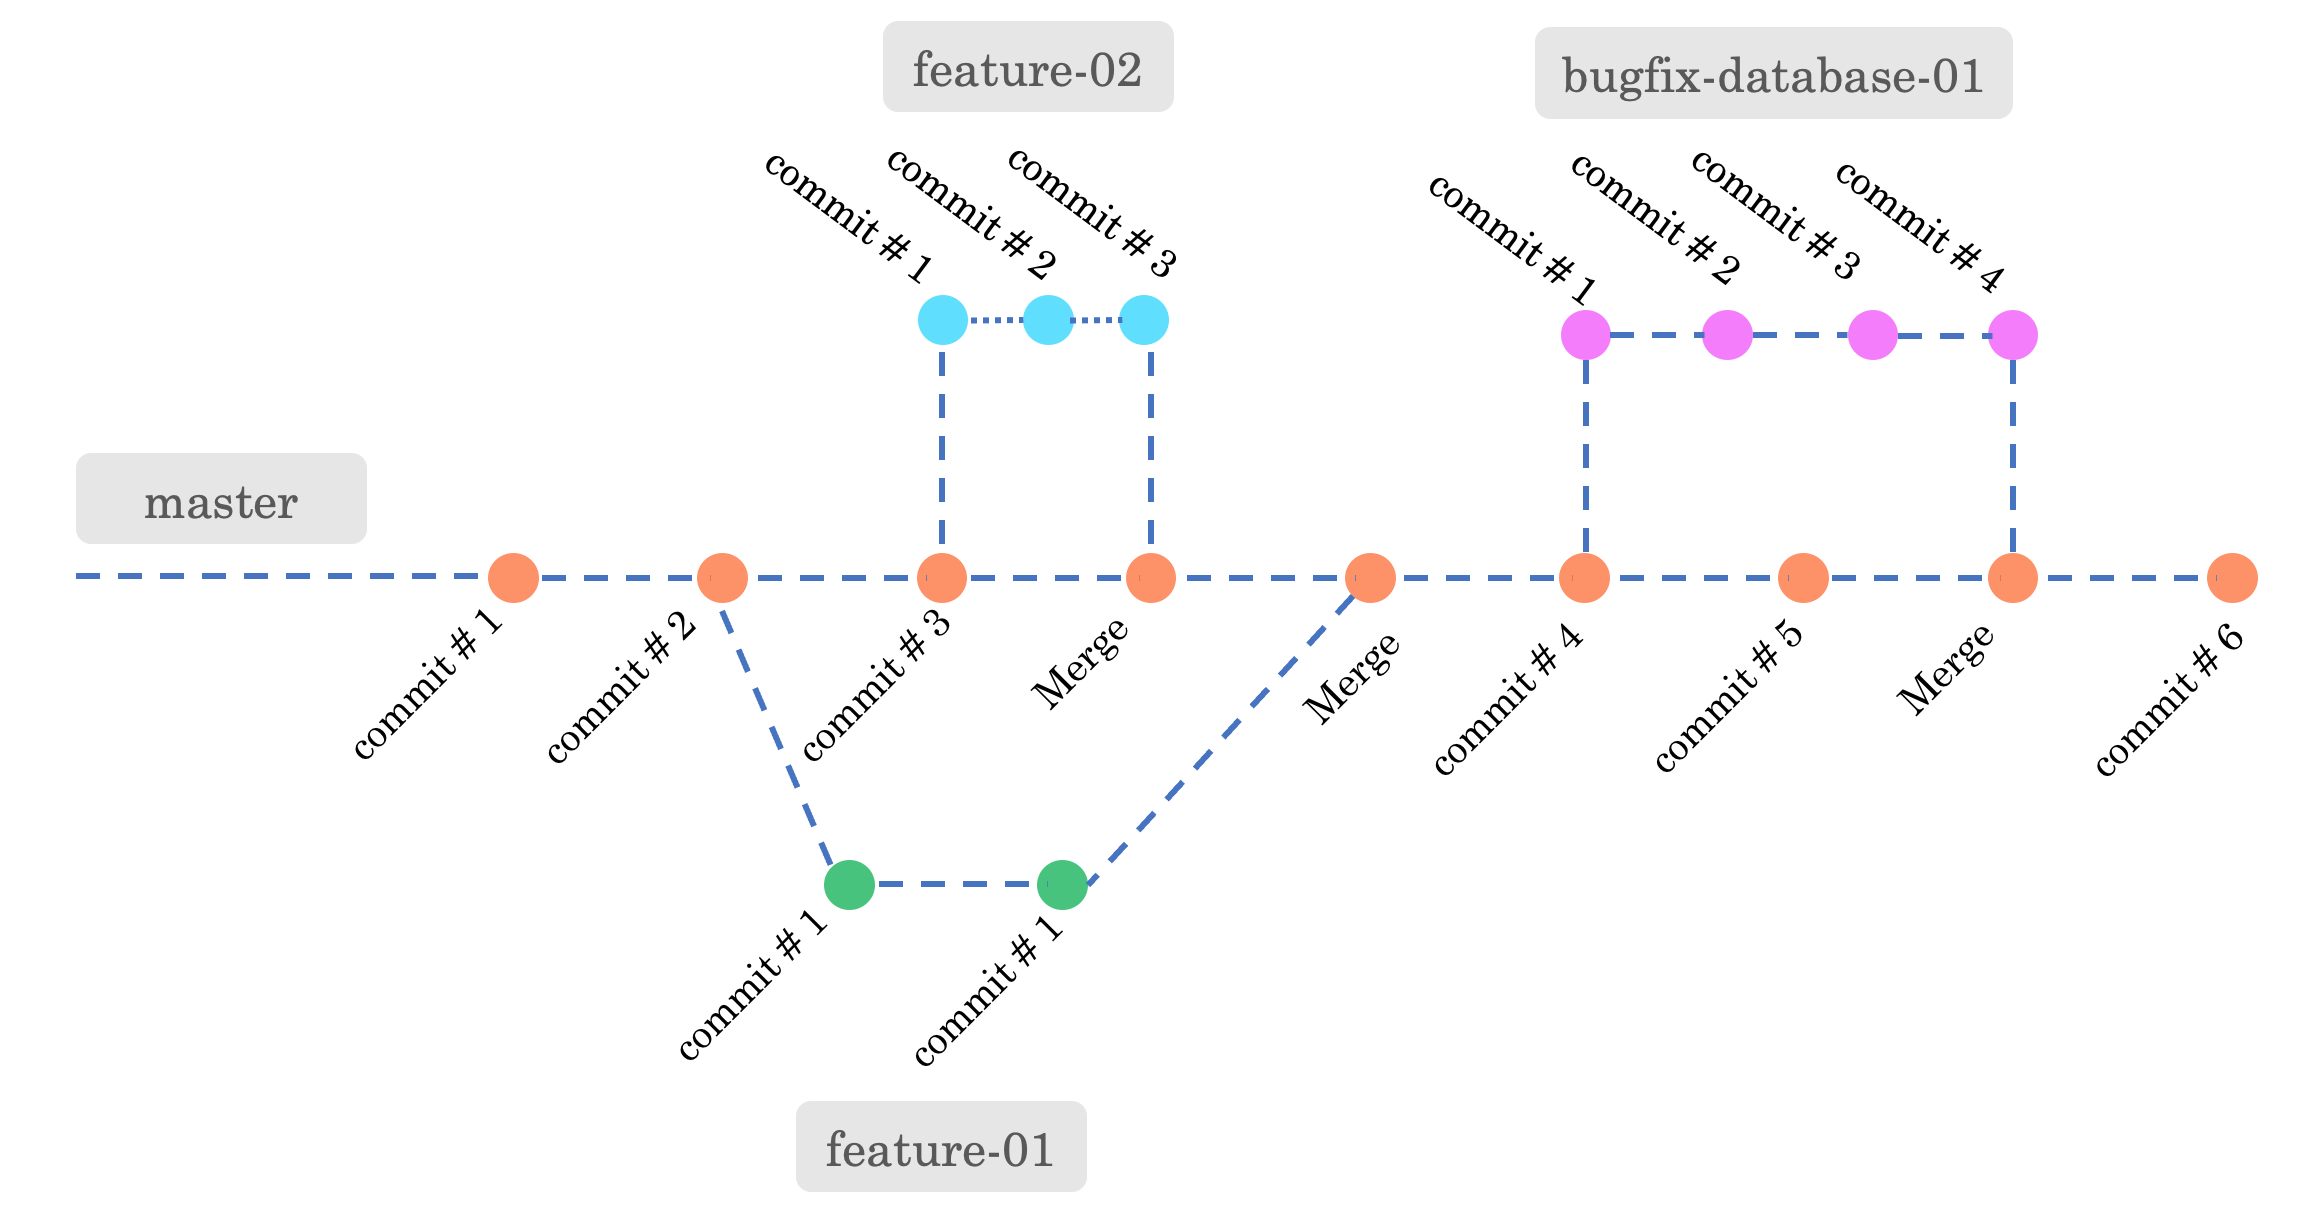 feature-02
bugfix-database-01
commit # 1
commit # 2
commit # 3
commit # 1
commit # 2
commit # 3
commit # 4
master
commit # 1
commit # 2
commit # 3
Merge
Merge
commit # 4
commit # 5
Merge
commit # 6
commit # 1
commit # 1
feature-01